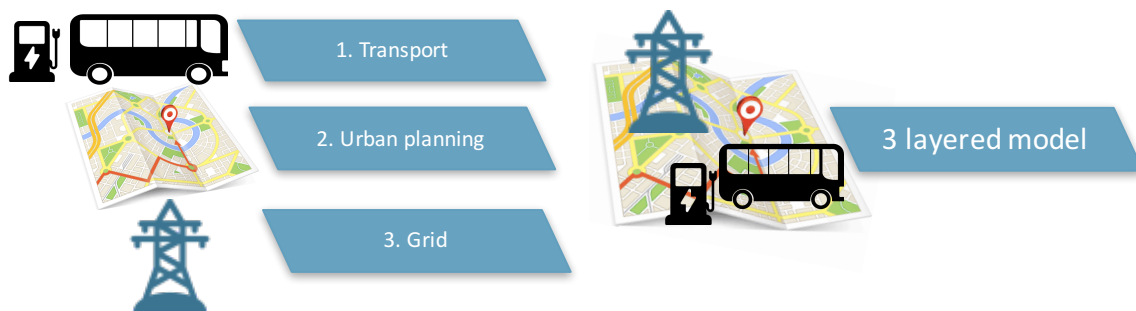 1. Transport
2. Urban planning
3. Grid
3 layered model